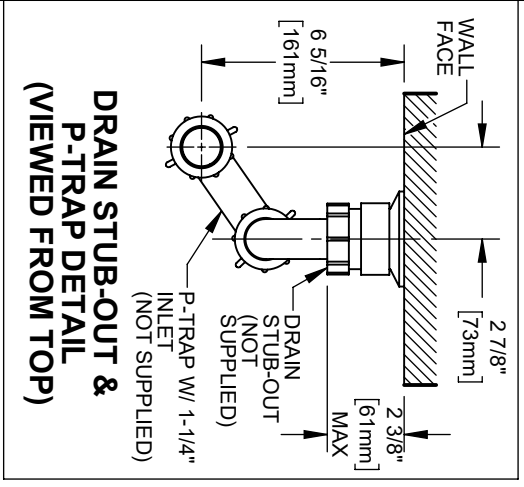 WALL
FACE
6 5/16"
[161mm]
2 7/8"
[73mm]
2 3/8"
[61mm]
MAX
DRAIN
STUB-OUT
(NOT
SUPPLIED)
P-TRAP W/ 1-1/4"
INLET
(NOT SUPPLIED)
DRAIN STUB-OUT &
P-TRAP DETAIL
(VIEWED FROM TOP)